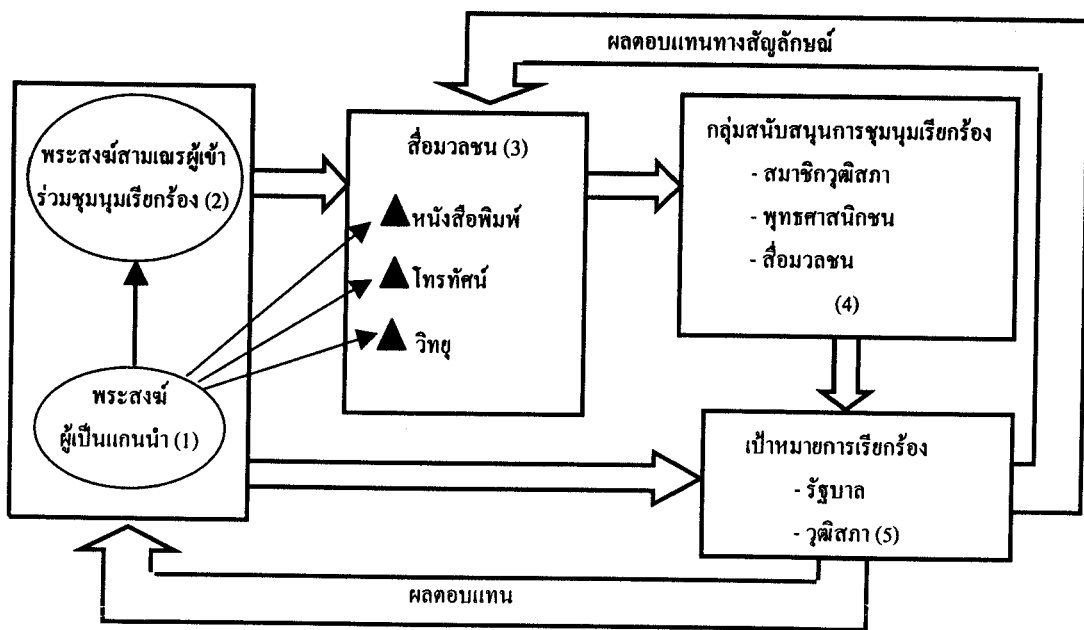 ผลตอบแทนทางสัญลักษณ์
พระสงฆ์สามเณรผู้เข้า
ร่วมชุมนุมเรียกร้อง (2)
พระสงฆ์
ผู้เป็นแกนนำ (1)
สื่อมวลชน (3)
หนังสือพิมพ์
โทรทัศน์
วิทยุ
กลุ่มสนับสนุนการชุมนุมเรียกร้อง
- สมาชิกวุฒิสภา
- พุทธศาสนิกชน
- สื่อมวลชน
(4)
เป้าหมายการเรียกร้อง
- รัฐบาล
- วุฒิสภา (5)
ผลตอบแทน